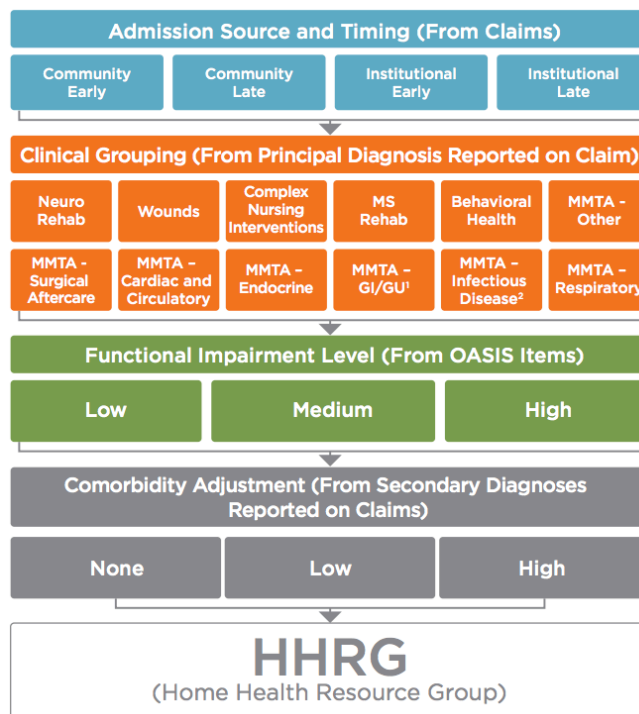 Admission Source and Timing (From Claims)
Community
Early
Community
Late
Institutional
Early
Institutional
Late
Clinical Grouping (From Principal Diagnosis Reported on Claim)
Neuro
Rehab
Wounds
Complex
Nursing
Interventions
MS
Rehab
Behavioral
Health
MMTA
- Other
MMTA -
Surgical
Aftercare
MMTA –
Cardiac and
Circulatory
MMTA –
Endocrine
MMTA –
GI/GU¹
MMTA –
Infectious
Disease²
MMTA –
Respiratory
Functional Impairment Level (From OASIS Items)
Low
Medium
High
Comorbidity Adjustment (From Secondary Diagnoses
Reported on Claims)
None
Low
High
HHRG
(Home Health Resource Group)